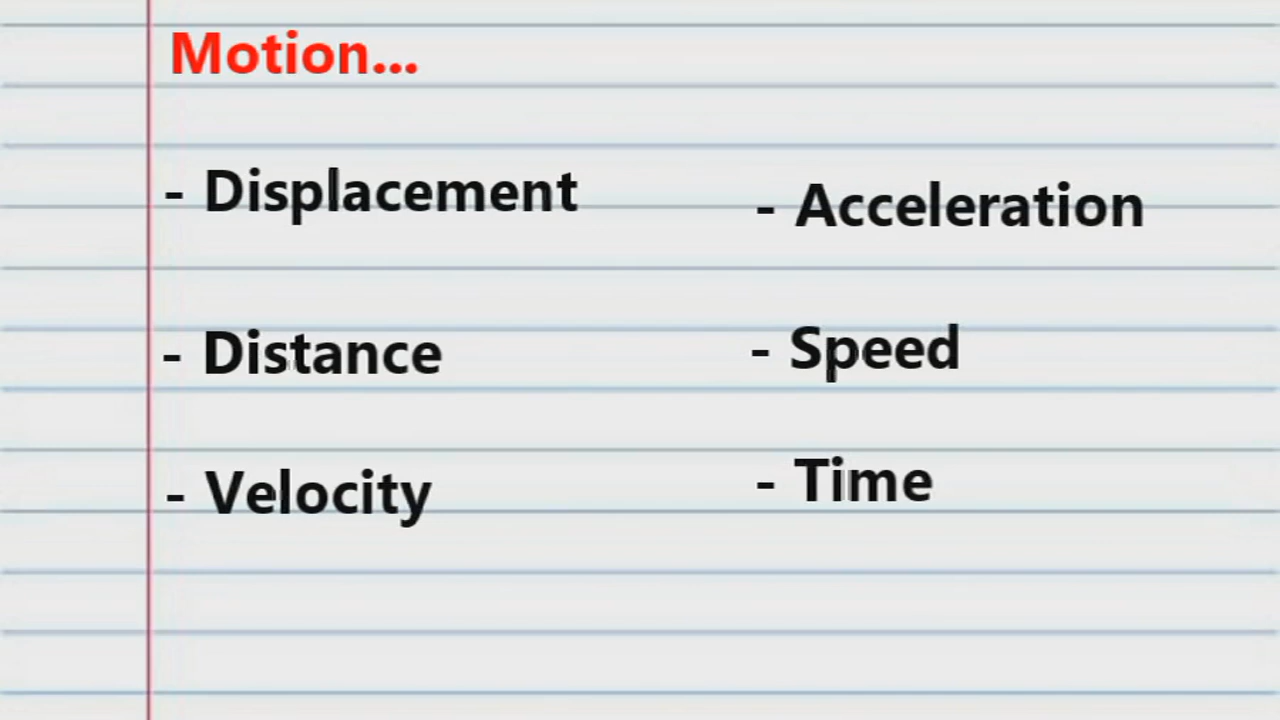 Motion...
- Displacement
- Distance
- Velocity
- Acceleration
- Speed
- Time